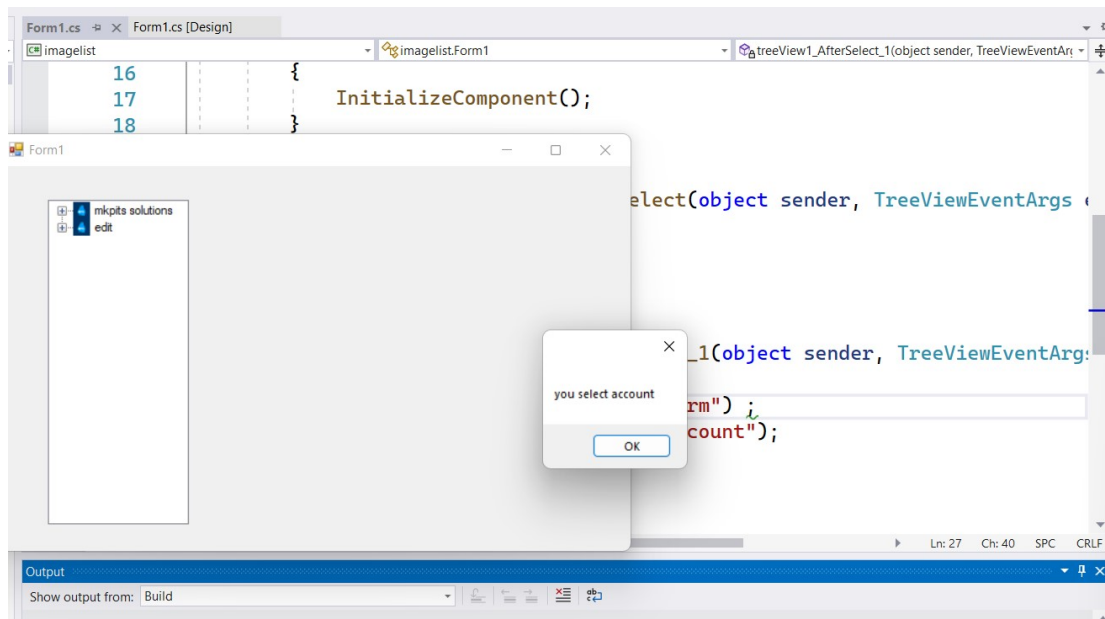 Form1.cs Form1.cs [Design]
C# imagelist imagelist.Form1 treeView1_AfterSelect_1(object sender, TreeViewEventArg
16 {
17 InitializeComponent();
18 }
Form1
elect(object sender, TreeViewEventArgs
mkpits solutions
edit
_1(object sender, TreeViewEventArg
you select account
rm") ;
count");
OK
Ln: 27 Ch: 40 SPC CRLF
Output
Show output from: Build